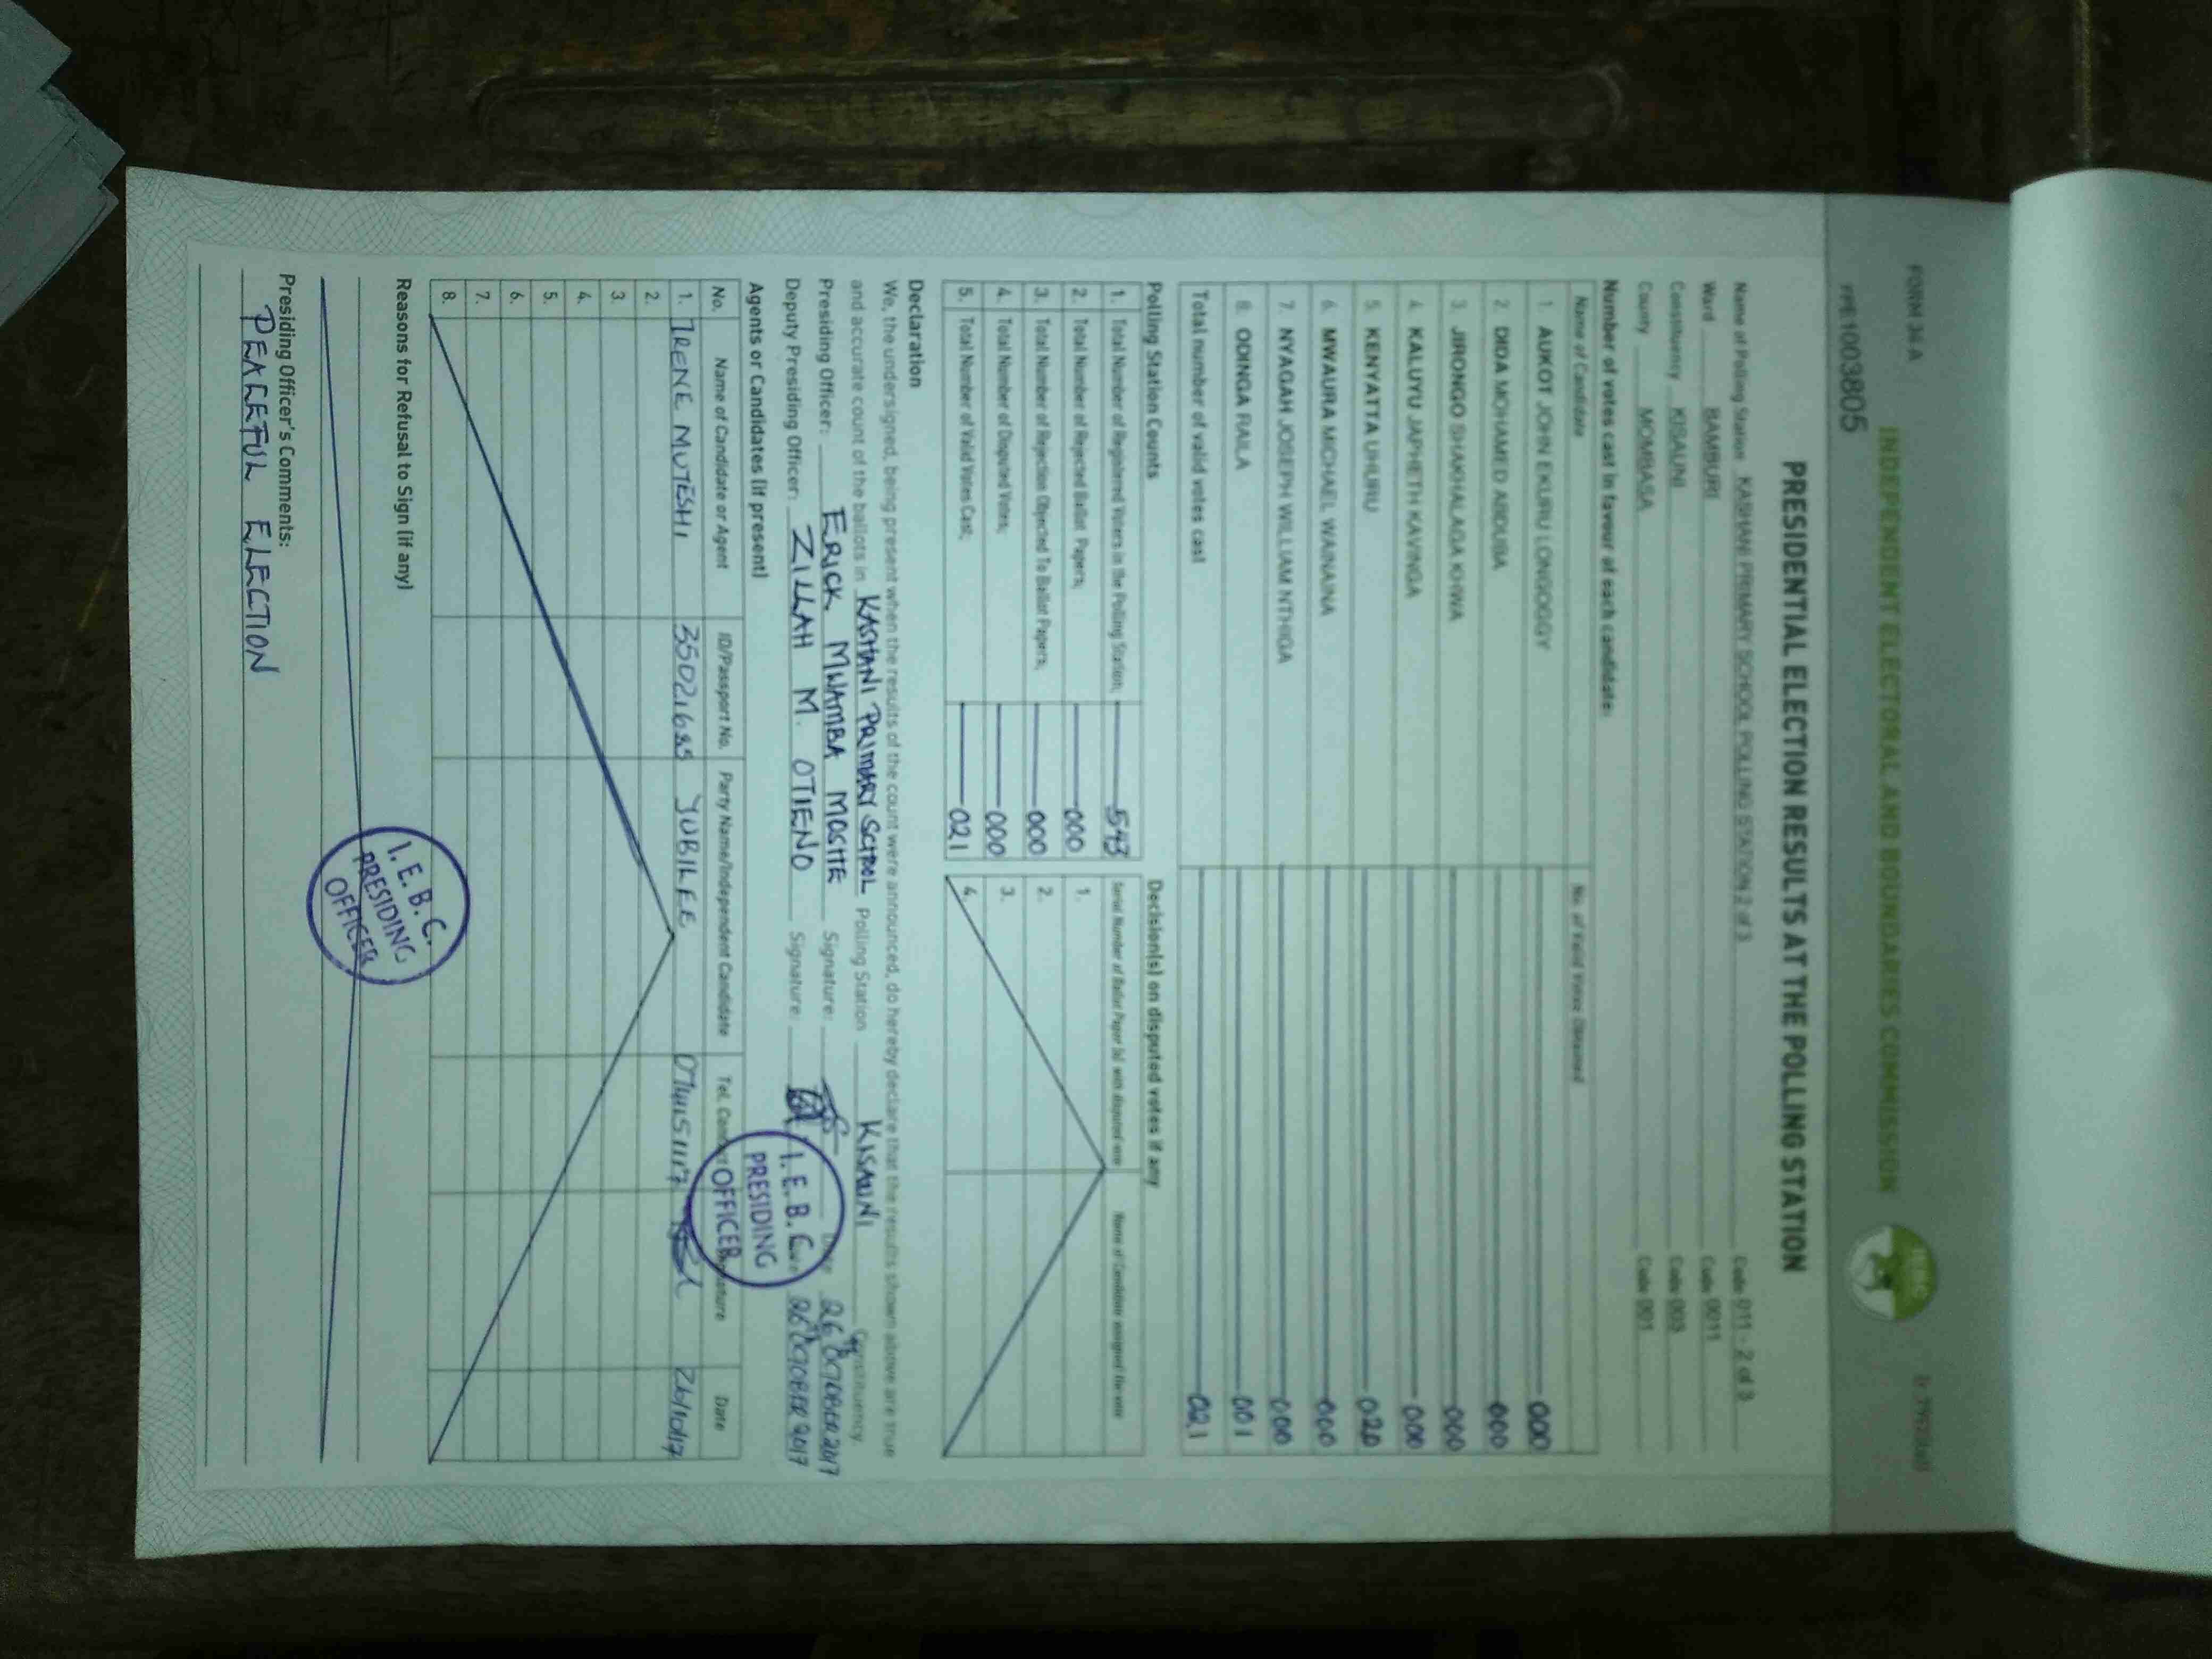 FORM 34 A
INDEPENDENT ELECTORAL AND BOUNDARIES COMMISSION
IEBC
PRE1003805
PRESIDENTIAL ELECTION RESULTS AT THE POLLING STATION
Name of Polling Station KASHANI PRIMARY SCHOOL POLLING STATION 2 of 3 Code 011 - 2 of 3
Ward BAMBURI Code 0011
Constituency KISAUNI Code 003
County MOMBASA Code 001
Number of votes cast in favour of each candidate:
Name of Candidate No. of Valid Votes Obtained
1. AUKOT JOHN EKURU LONGOGGY 000
2. DIDA MOHAMED ABDUBA 000
3. JIRONGO SHAKHALAGA KHWA 000
4. KALUYU JAPHETH KAVINGA 000
5. KENYATTA UHURU 020
6. MWAURA MICHAEL WAINAINA 000
7. NYAGAH JOSEPH WILLIAM NTHIGA 000
8. ODINGA RAILA 001
Total number of valid votes cast 021
Polling Station Counts
1. Total Number of Registered Voters in the Polling Station; 543
2. Total Number of Rejected Ballot Papers; 000
3. Total Number of Rejection Objected To Ballot Papers; 000
4. Total Number of Disputed Votes; 000
5. Total Number of Valid Votes Cast; 021
Decision(s) on disputed votes if any
Serial Number of Ballot Paper (s) with disputed vote Name of Candidate assigned the vote
1.
2.
3.
4.
Declaration
We, the undersigned, being present when the results of the count were announced, do hereby declare that the results shown above are true
and accurate count of the ballots in KASHANI PRIMARY SCHOOL Polling Station KISAUNI Constituency.
Presiding Officer: ERICK MWAMBA MOSITE Signature: Date 26 OCTOBER 2017
Deputy Presiding Officer: ZILLAH M. OTIENO Signature: 26 OCTOBER 2017
I.E.B.C.
PRESIDING
OFFICER
Agents or Candidates (if present)
No. Name of Candidate or Agent ID/Passport No. Party Name/Independent Candidate Tel. Contact Signature Date
1. IRENE MUTESHI JUBILEE 26/10/17
2.
3.
4.
5.
6.
7.
8.
Reasons for Refusal to Sign (if any)
I.E.B.C.
PRESIDING
OFFICER
Presiding Officer's Comments:
PEACEFUL ELECTION